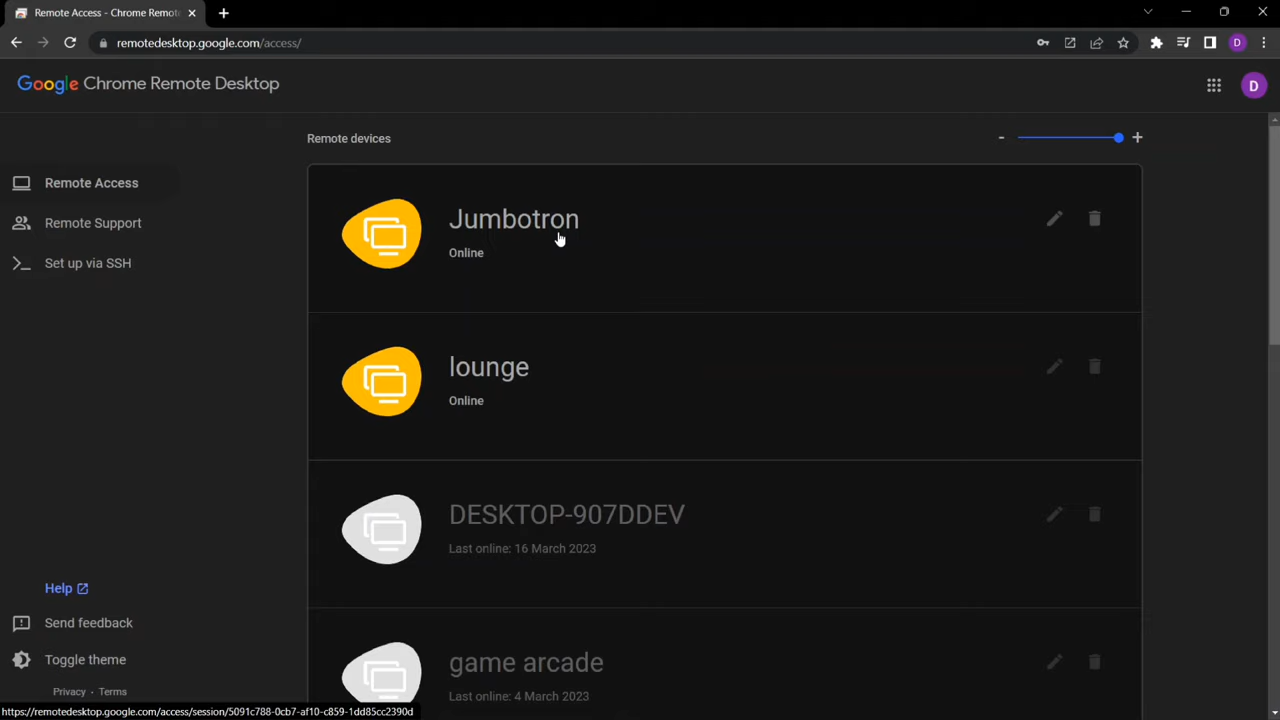 Remote Access - Chrome Remot
remotedesktop.google.com/access/
D
Google Chrome Remote Desktop
D
Remote devices
- +
Remote Access
Remote Support
Set up via SSH
Jumbotron
Online
lounge
Online
DESKTOP-907DDEV
Last online: 16 March 2023
game arcade
Last online: 4 March 2023
Help
Send feedback
Toggle theme
Privacy · Terms
https://remotedesktop.google.com/access/session/5091c788-0cb7-af10-c859-1dd85cc2390d